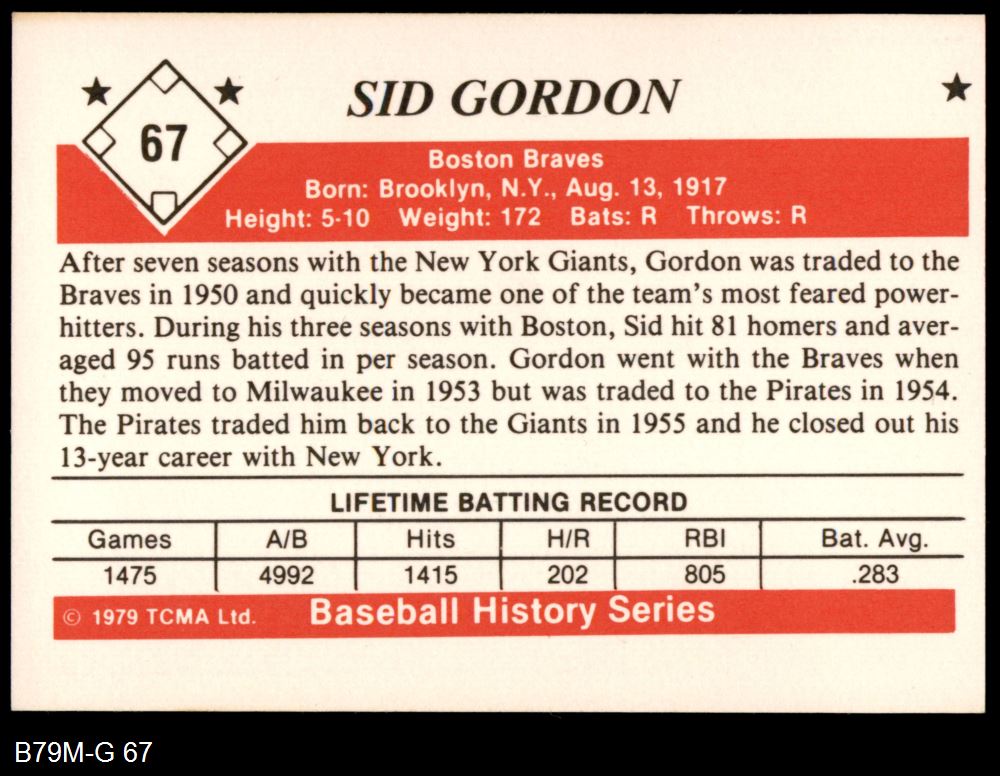 67
SID GORDON
Boston Braves
Born: Brooklyn, N.Y., Aug. 13, 1917
Height: 5-10 Weight: 172 Bats: R Throws: R
After seven seasons with the New York Giants, Gordon was traded to the
Braves in 1950 and quickly became one of the team's most feared power-
hitters. During his three seasons with Boston, Sid hit 81 homers and aver-
aged 95 runs batted in per season. Gordon went with the Braves when
they moved to Milwaukee in 1953 but was traded to the Pirates in 1954.
The Pirates traded him back to the Giants in 1955 and he closed out his
13-year career with New York.
LIFETIME BATTING RECORD
Games A/B Hits H/R RBI Bat. Avg.
1475 4992 1415 202 805 .283
© 1979 TCMA Ltd. Baseball History Series
B79M-G 67